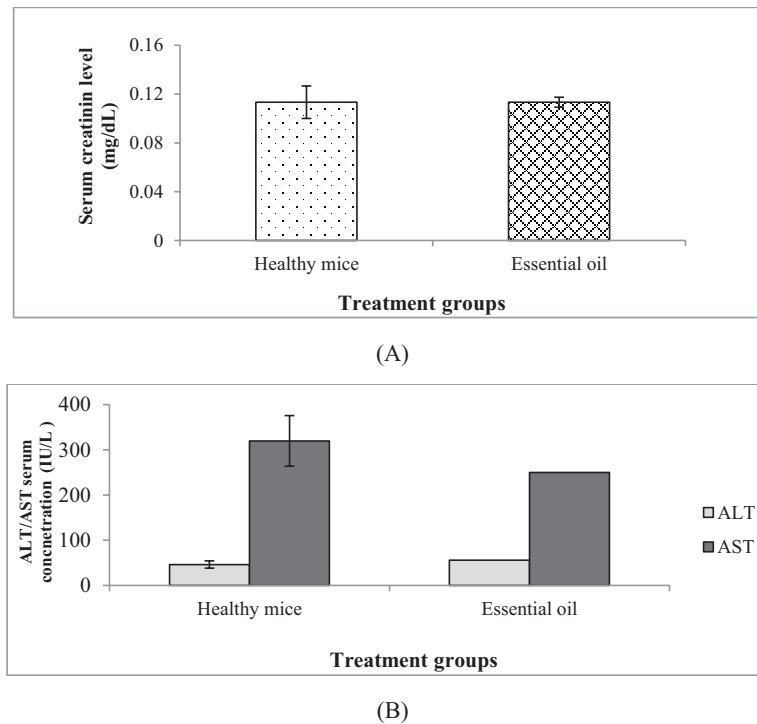 Serum creatinin level
(mg/dL)
0.16
0.12
0.08
0.04
0
Healthy mice
Essential oil
Treatment groups
(A)
ALT/AST serum
concnetration (IU/L )
400
300
200
100
0
Healthy mice
Essential oil
ALT
AST
Treatment groups
(B)